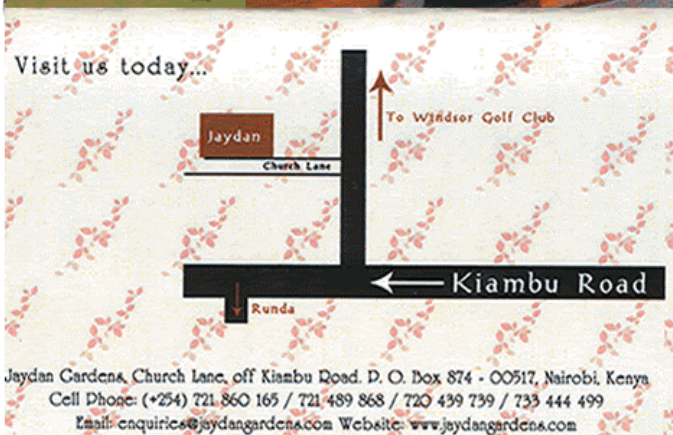 Visit us today...
To Windsor Golf Club
Jaydan
Church Lane
Kiambu Road
Runda
Jaydan Gardens, Church Lane, off Kiambu Road. P. O. Box 874 - 00517, Nairobi, Kenya
Cell Phone: (+254) 721 860 165 / 721 489 868 / 720 439 739 / 733 444 499
Email: enquiries@jaydangardens.com Website: www.jaydangardens.com